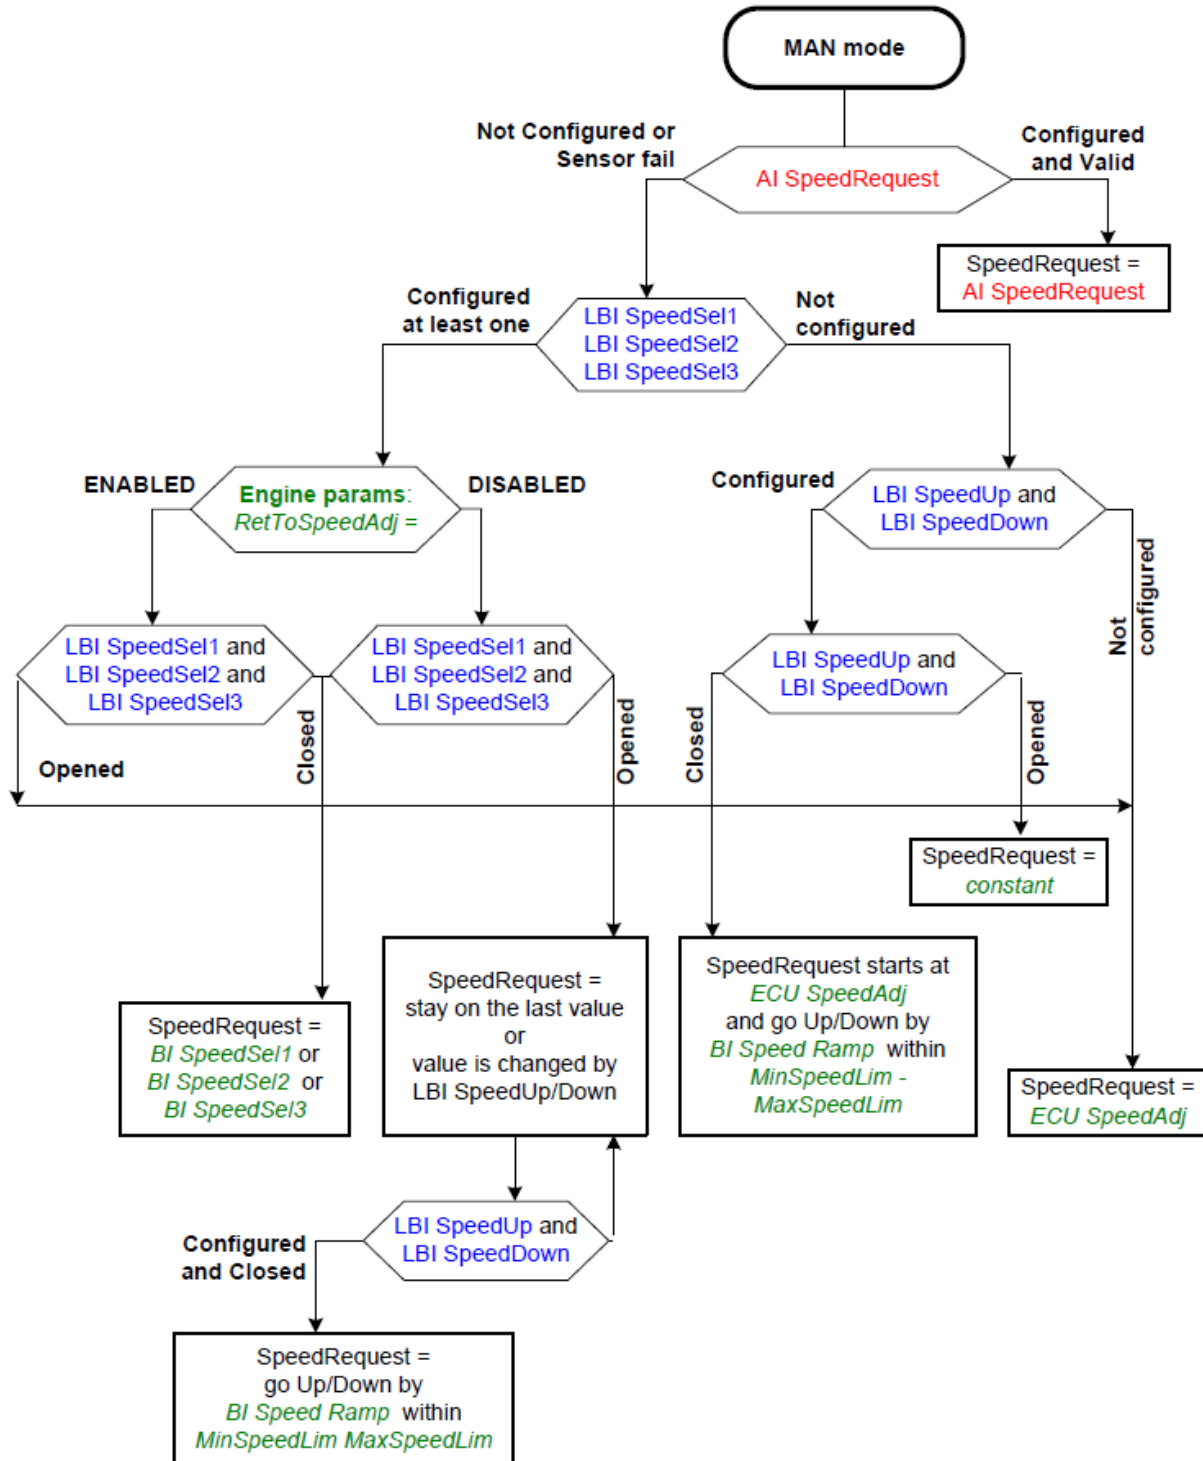 MAN mode
Not Configured or
Sensor fail
Configured
and Valid
AI SpeedRequest
SpeedRequest =
AI SpeedRequest
Configured
at least one
Not
configured
LBI SpeedSel1
LBI SpeedSel2
LBI SpeedSel3
ENABLED
Engine params:
RetToSpeedAdj =
DISABLED
Configured
LBI SpeedUp and
LBI SpeedDown
Not
configured
LBI SpeedSel1 and
LBI SpeedSel2 and
LBI SpeedSel3
LBI SpeedSel1 and
LBI SpeedSel2 and
LBI SpeedSel3
LBI SpeedUp and
LBI SpeedDown
Opened
Closed
Opened
Closed
Opened
SpeedRequest =
constant
SpeedRequest =
BI SpeedSel1 or
BI SpeedSel2 or
BI SpeedSel3
SpeedRequest =
stay on the last value
or
value is changed by
LBI SpeedUp/Down
SpeedRequest starts at
ECU SpeedAdj
and go Up/Down by
BI Speed Ramp within
MinSpeedLim -
MaxSpeedLim
SpeedRequest =
ECU SpeedAdj
LBI SpeedUp and
LBI SpeedDown
Configured
and Closed
SpeedRequest =
go Up/Down by
BI Speed Ramp within
MinSpeedLim MaxSpeedLim